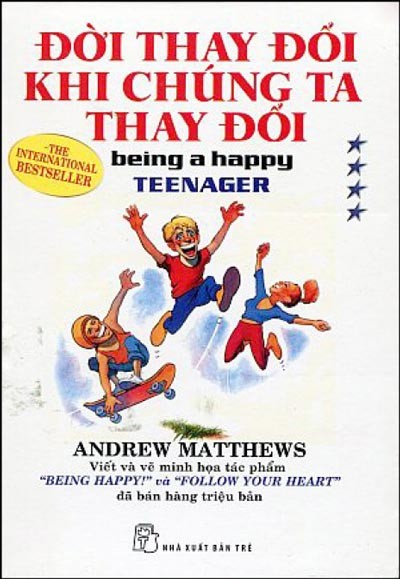 ĐỜI THAY ĐỔI
KHI CHÚNG TA
THAY ĐỔI
-THE
INTERNATIONAL
BESTSELLER
being a happy
TEENAGER
ANDREW MATTHEWS
Viết và vẽ minh họa tác phẩm
"BEING HAPPY!" và "FOLLOW YOUR HEART"
đã bán hàng triệu bản
NHÀ XUẤT BẢN TRẺ